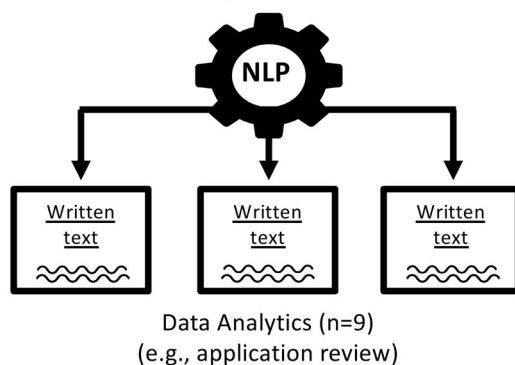 NLP
Written Written Written
text text text
Data Analytics (n=9)
(e.g., application review)